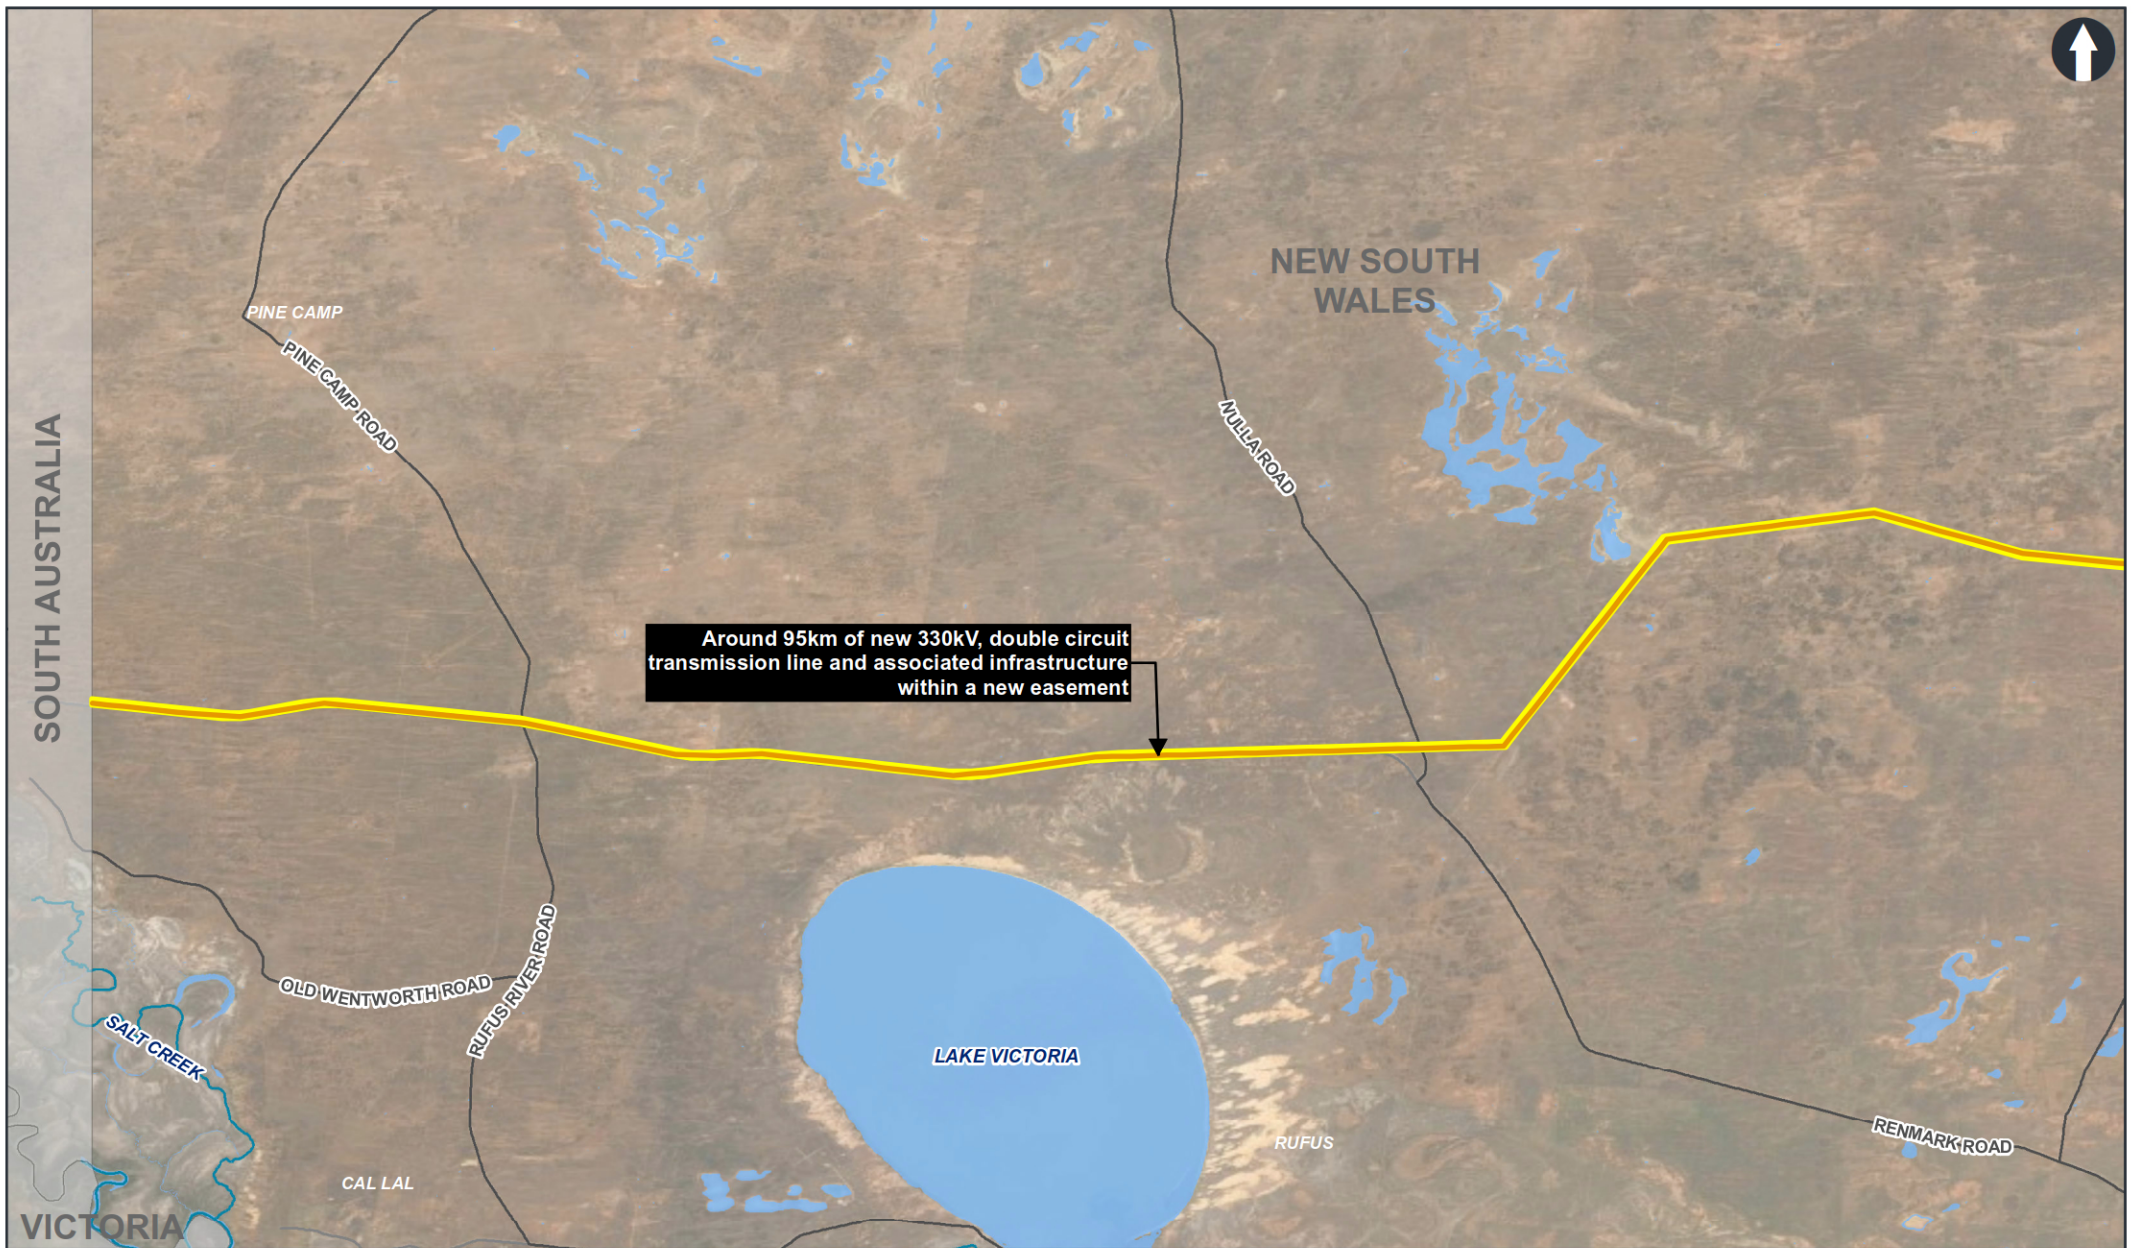 NEW SOUTH
WALES
PINE CAMP
PINE CAMP ROAD
NULLA ROAD
SOUTH AUSTRALIA
Around 95km of new 330kV, double circuit
transmission line and associated infrastructure
within a new easement
OLD WENTWORTH ROAD
RUFUS RIVER ROAD
SALT CREEK
LAKE VICTORIA
RENMARK ROAD
RUFUS
CAL LAL
VICTORIA